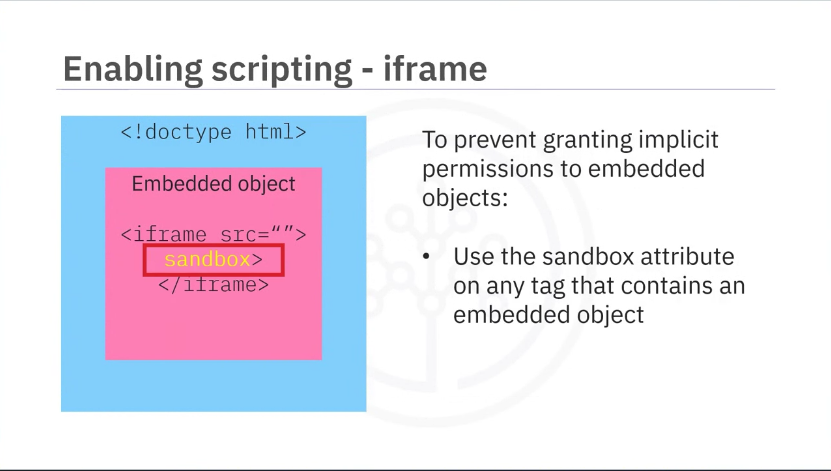 Enabling scripting - iframe
<!doctype html>
Embedded object
<iframe src=“”>
sandbox>
</iframe>
To prevent granting implicit
permissions to embedded
objects:
• Use the sandbox attribute
on any tag that contains an
embedded object